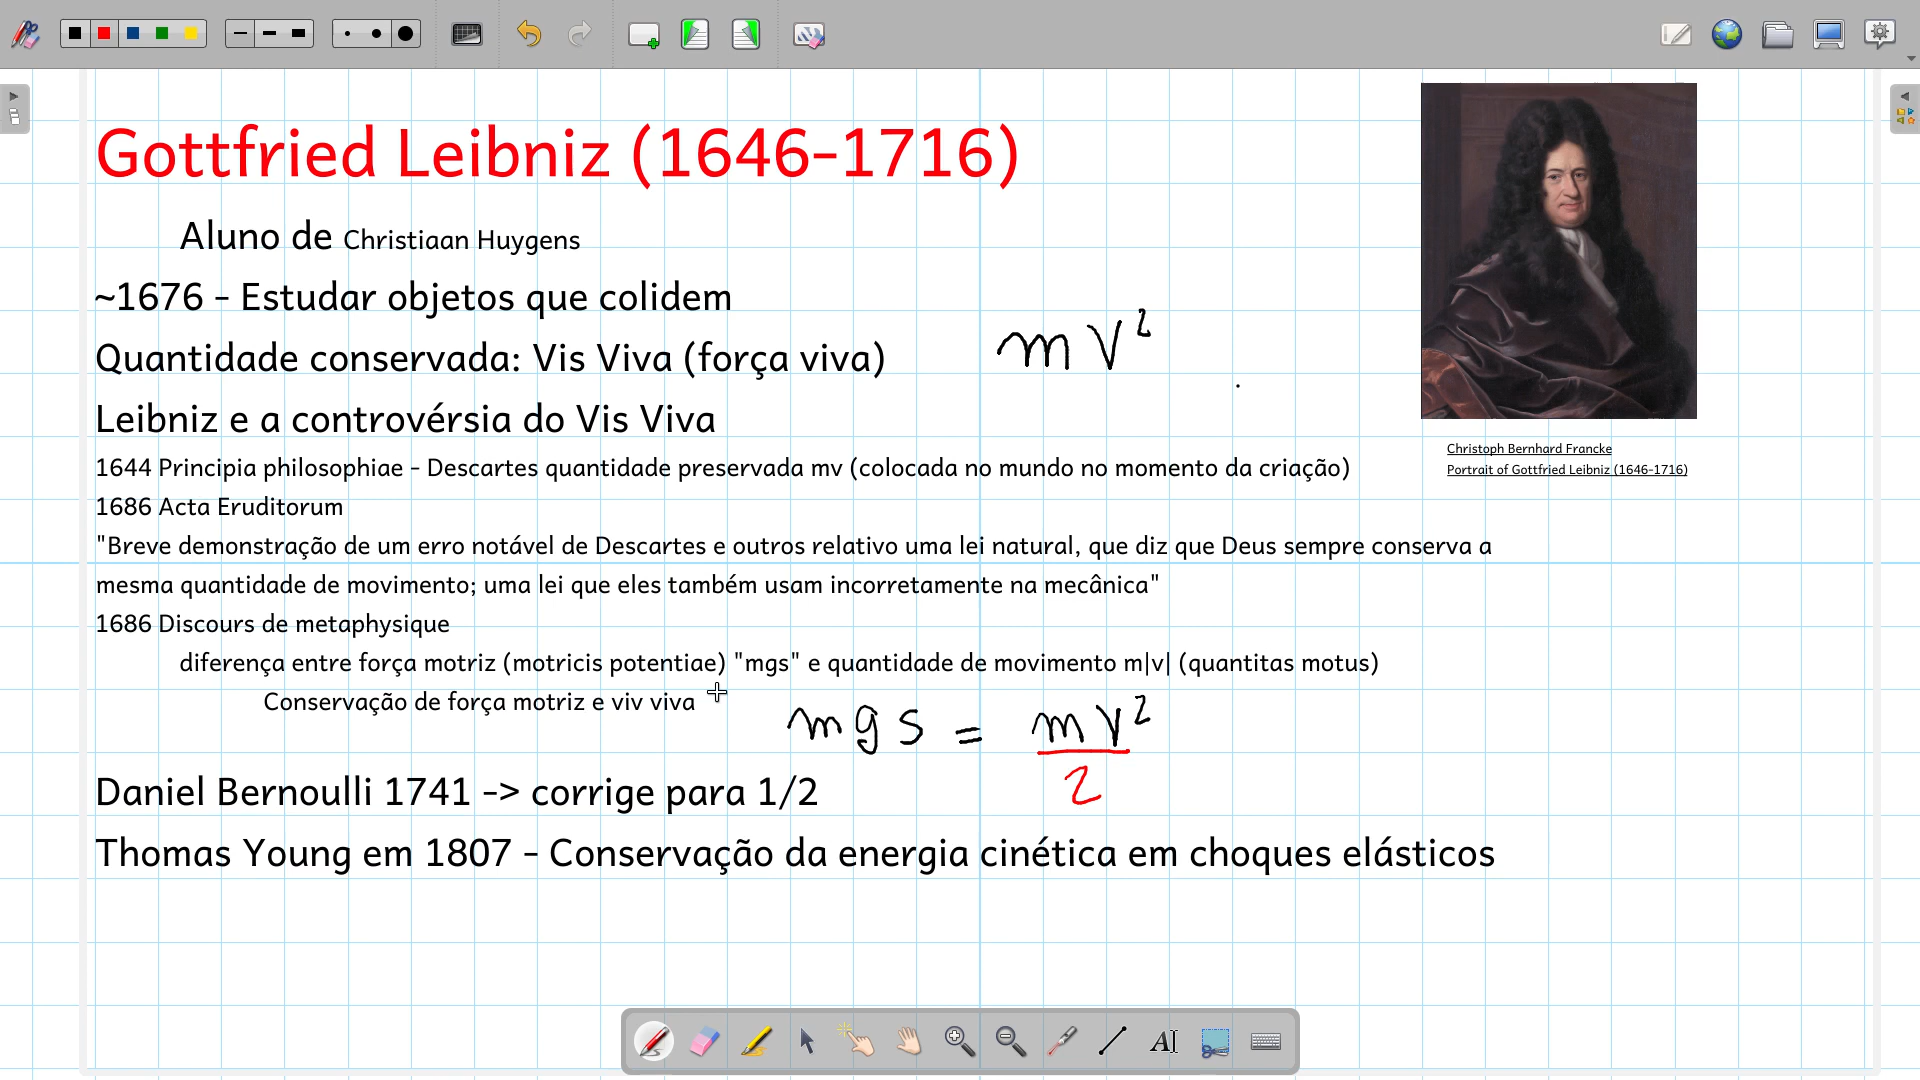 Gottfried Leibniz (1646-1716)
Aluno de Christiaan Huygens
~1676 - Estudar objetos que colidem
Quantidade conservada: Vis Viva (força viva) mv²
Leibniz e a controvérsia do Vis Viva
Christoph Bernhard Francke
Portrait of Gottfried Leibniz (1646-1716)
1644 Principia philosophiae - Descartes quantidade preservada mv (colocada no mundo no momento da criação)
1686 Acta Eruditorum
"Breve demonstração de um erro notável de Descartes e outros relativo uma lei natural, que diz que Deus sempre conserva a
mesma quantidade de movimento; uma lei que eles também usam incorretamente na mecânica"
1686 Discours de metaphysique
diferença entre força motriz (motricis potentiae) "mgs" e quantidade de movimento m|v| (quantitas motus)
Conservação de força motriz e viv viva
mgs = mv²
2
Daniel Bernoulli 1741 -> corrige para 1/2
Thomas Young em 1807 - Conservação da energia cinética em choques elásticos